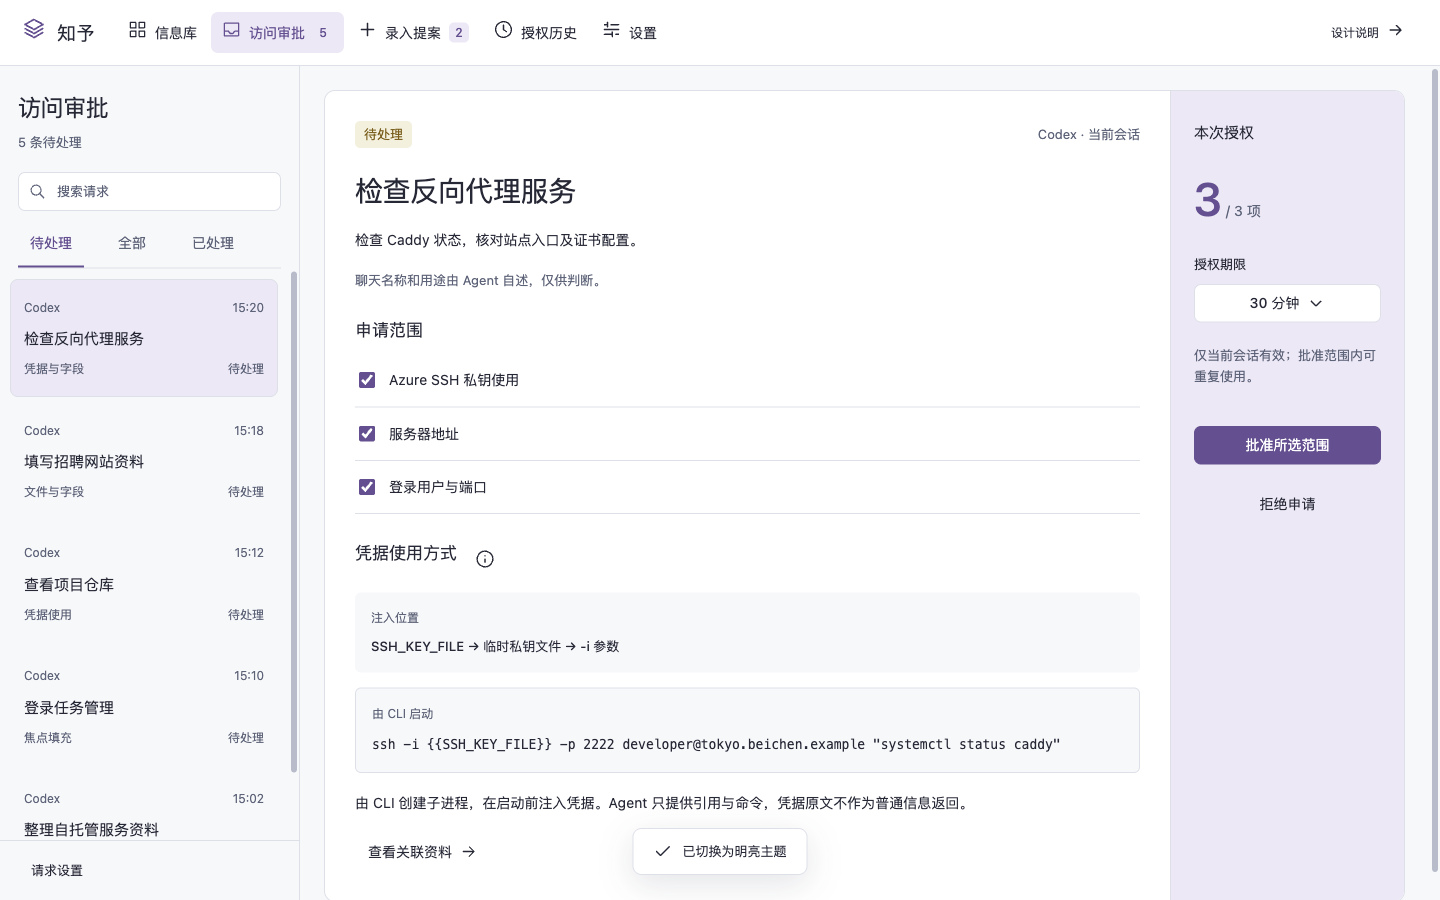 知予
信息库
访问审批 5
录入提案 2
授权历史
设置
设计说明
访问审批
5 条待处理
搜索请求
待处理 全部 已处理
Codex 15:20
检查反向代理服务
凭据与字段 待处理
Codex 15:18
填写招聘网站资料
文件与字段 待处理
Codex 15:12
查看项目仓库
凭据使用 待处理
Codex 15:10
登录任务管理
焦点填充 待处理
Codex 15:02
整理自托管服务资料
请求设置
待处理
Codex · 当前会话
检查反向代理服务
检查 Caddy 状态，核对站点入口及证书配置。
聊天名称和用途由 Agent 自述，仅供判断。
申请范围
Azure SSH 私钥使用
服务器地址
登录用户与端口
凭据使用方式
注入位置
SSH_KEY_FILE → 临时私钥文件 → -i 参数
由 CLI 启动
ssh -i {{SSH_KEY_FILE}} -p 2222 developer@tokyo.beichen.example "systemctl status caddy"
由 CLI 创建子进程，在启动前注入凭据。Agent 只提供引用与命令，凭据原文不作为普通信息返回。
查看关联资料 →
已切换为明亮主题
本次授权
3 / 3 项
授权期限
30 分钟
仅当前会话有效；批准范围内可
重复使用。
批准所选范围
拒绝申请